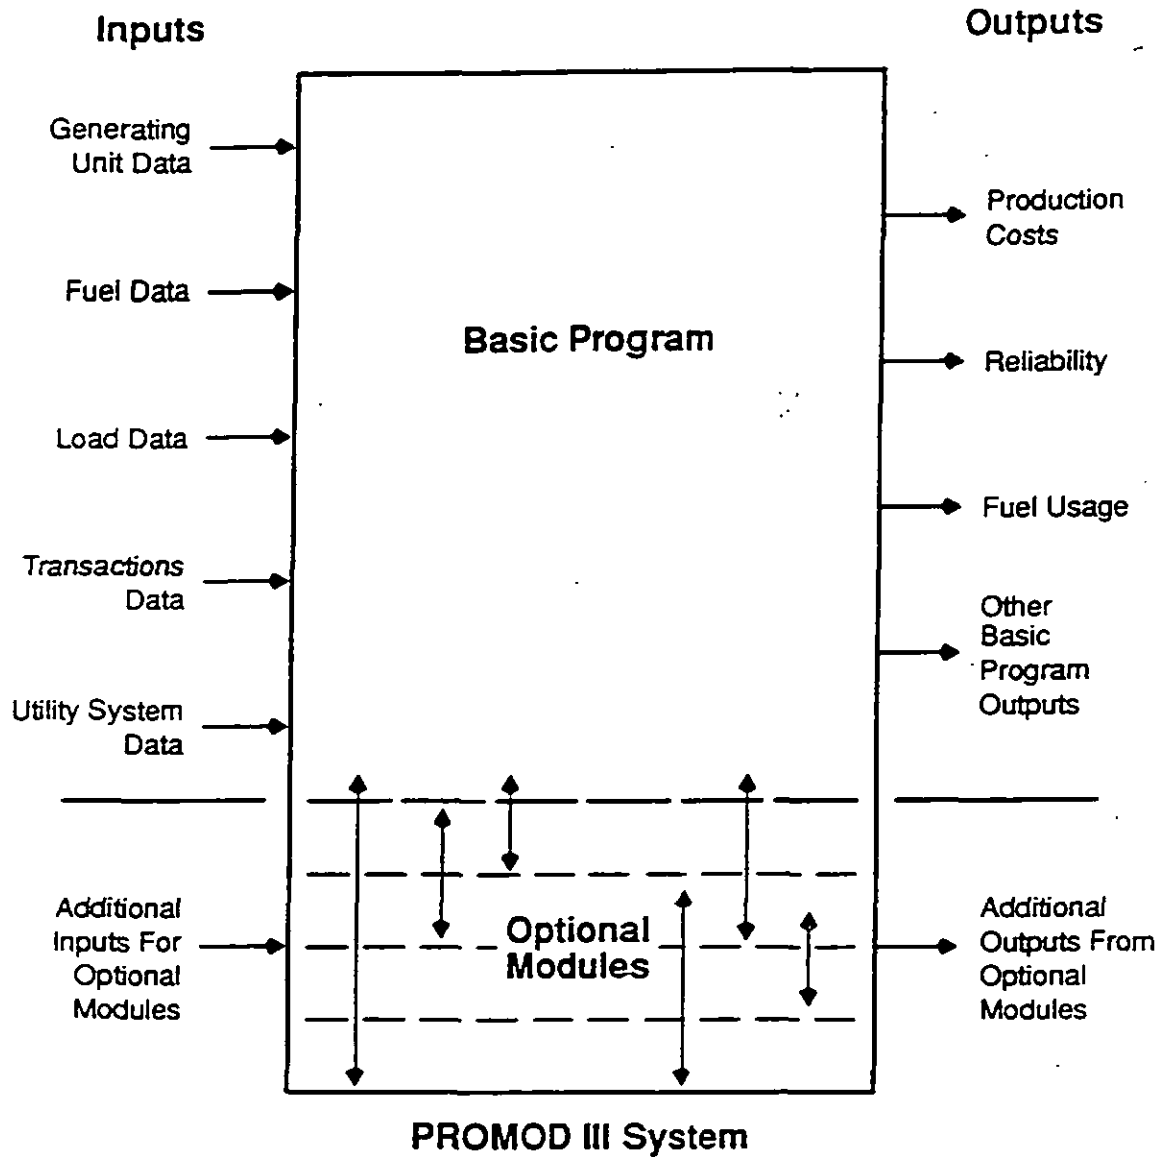 Inputs
Outputs
Generating
Unit Data
Fuel Data
Load Data
Transactions
Data
Utility System
Data
Additional
Inputs For
Optional
Modules
Basic Program
Optional
Modules
Production
Costs
Reliability
Fuel Usage
Other
Basic
Program
Outputs
Additional
Outputs From
Optional
Modules
PROMOD III System